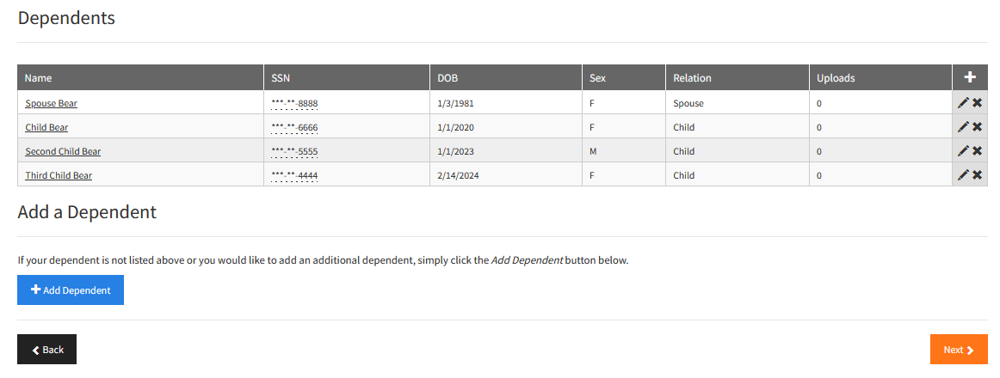 Dependents
Name SSN DOB Sex Relation Uploads
Spouse Bear ***-**-8888 1/3/1981 F Spouse 0
Child Bear ***-**-6666 1/1/2020 F Child 0
Second Child Bear ***-**-5555 1/1/2023 M Child 0
Third Child Bear ***-**-4444 2/14/2024 F Child 0
Add a Dependent
If your dependent is not listed above or you would like to add an additional dependent, simply click the Add Dependent button below.
Add Dependent
Back Next